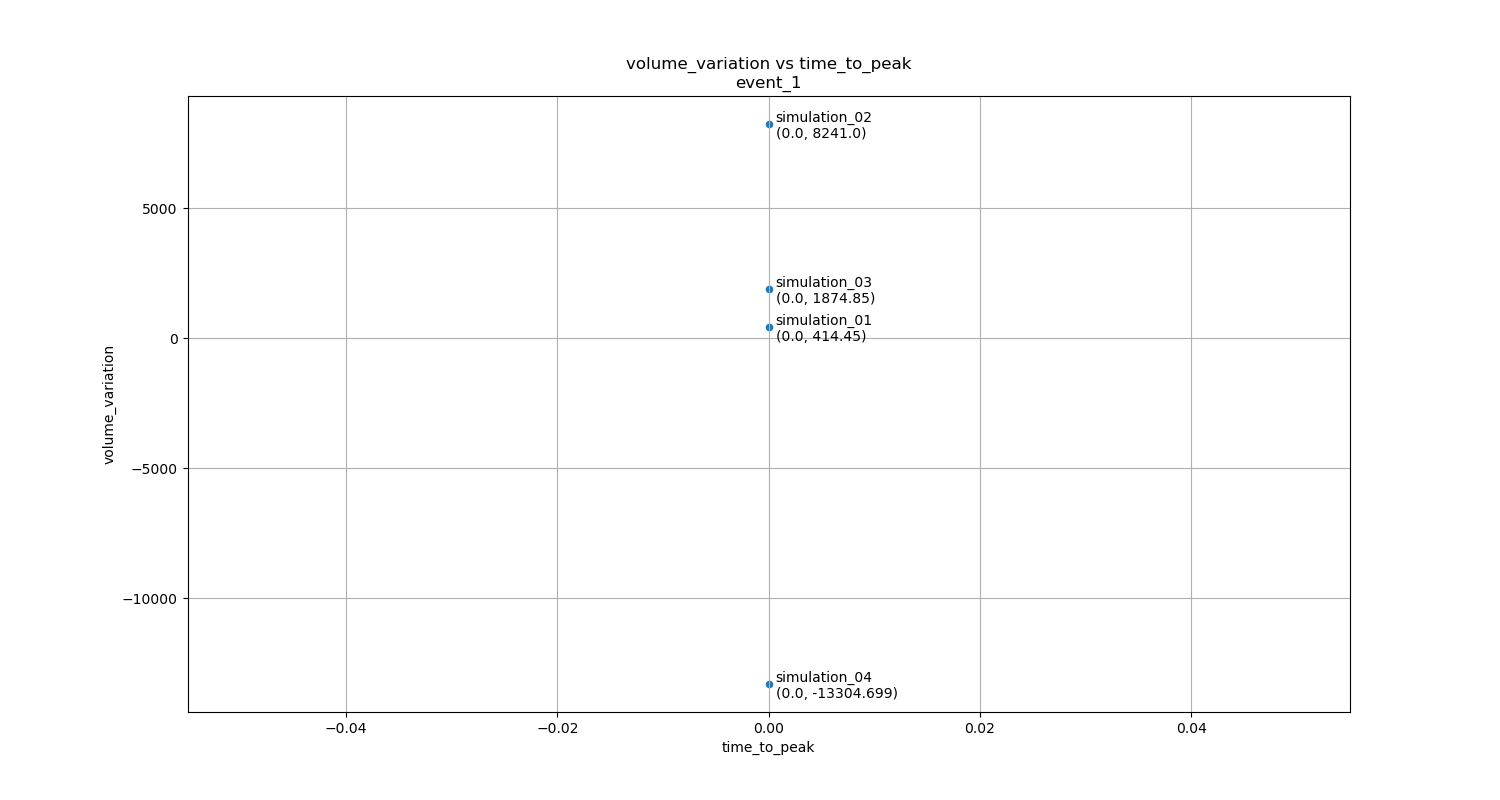 volume_variation vs time_to_peak
event_1
simulation_02
(0.0, 8241.0)
5000
simulation_03
(0.0, 1874.85)
simulation_01
(0.0, 414.45)
0
volume_variation
−5000
−10000
simulation_04
(0.0, -13304.699)
−0.04
−0.02
0.00
0.02
0.04
time_to_peak